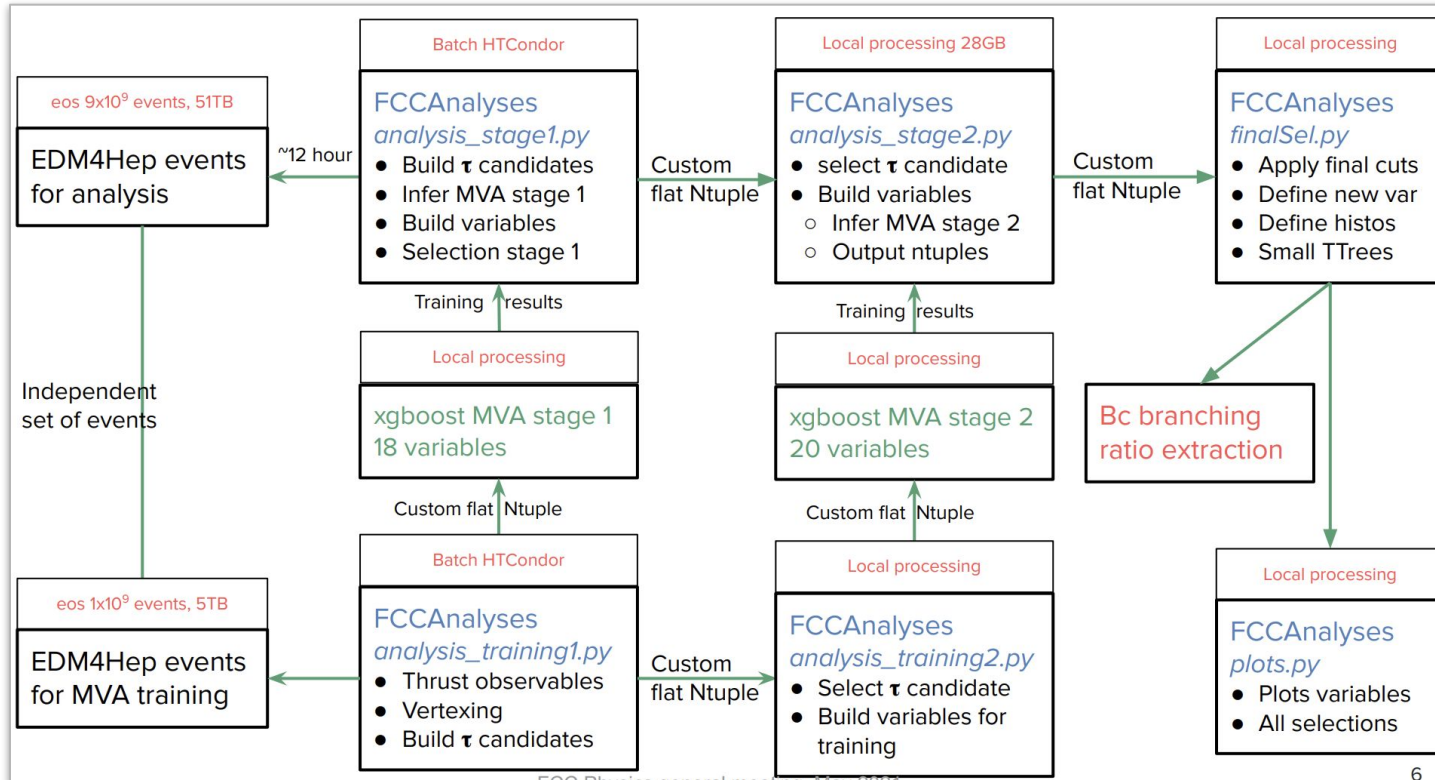 Batch HTCondor
Local processing 28GB
Local processing
eos 9x10⁹ events, 51TB
EDM4Hep events
for analysis
~12 hour
FCCAnalyses
analysis_stage1.py
● Build τ candidates
● Infer MVA stage 1
● Build variables
● Selection stage 1
Custom
flat Ntuple
FCCAnalyses
analysis_stage2.py
● select τ candidate
● Build variables
○ Infer MVA stage 2
○ Output ntuples
Custom
flat Ntuple
FCCAnalyses
finalSel.py
● Apply final cuts
● Define new var
● Define histos
● Small TTrees
Training results
Training results
Independent
set of events
Local processing
xgboost MVA stage 1
18 variables
Local processing
xgboost MVA stage 2
20 variables
Bc branching
ratio extraction
Custom flat Ntuple
Custom flat Ntuple
eos 1x10⁹ events, 5TB
EDM4Hep events
for MVA training
Batch HTCondor
FCCAnalyses
analysis_training1.py
● Thrust observables
● Vertexing
● Build τ candidates
Custom
flat Ntuple
Local processing
FCCAnalyses
analysis_training2.py
● Select τ candidate
● Build variables for
training
Local processing
FCCAnalyses
plots.py
● Plots variables
● All selections
FCC Physics general meeting, May
6